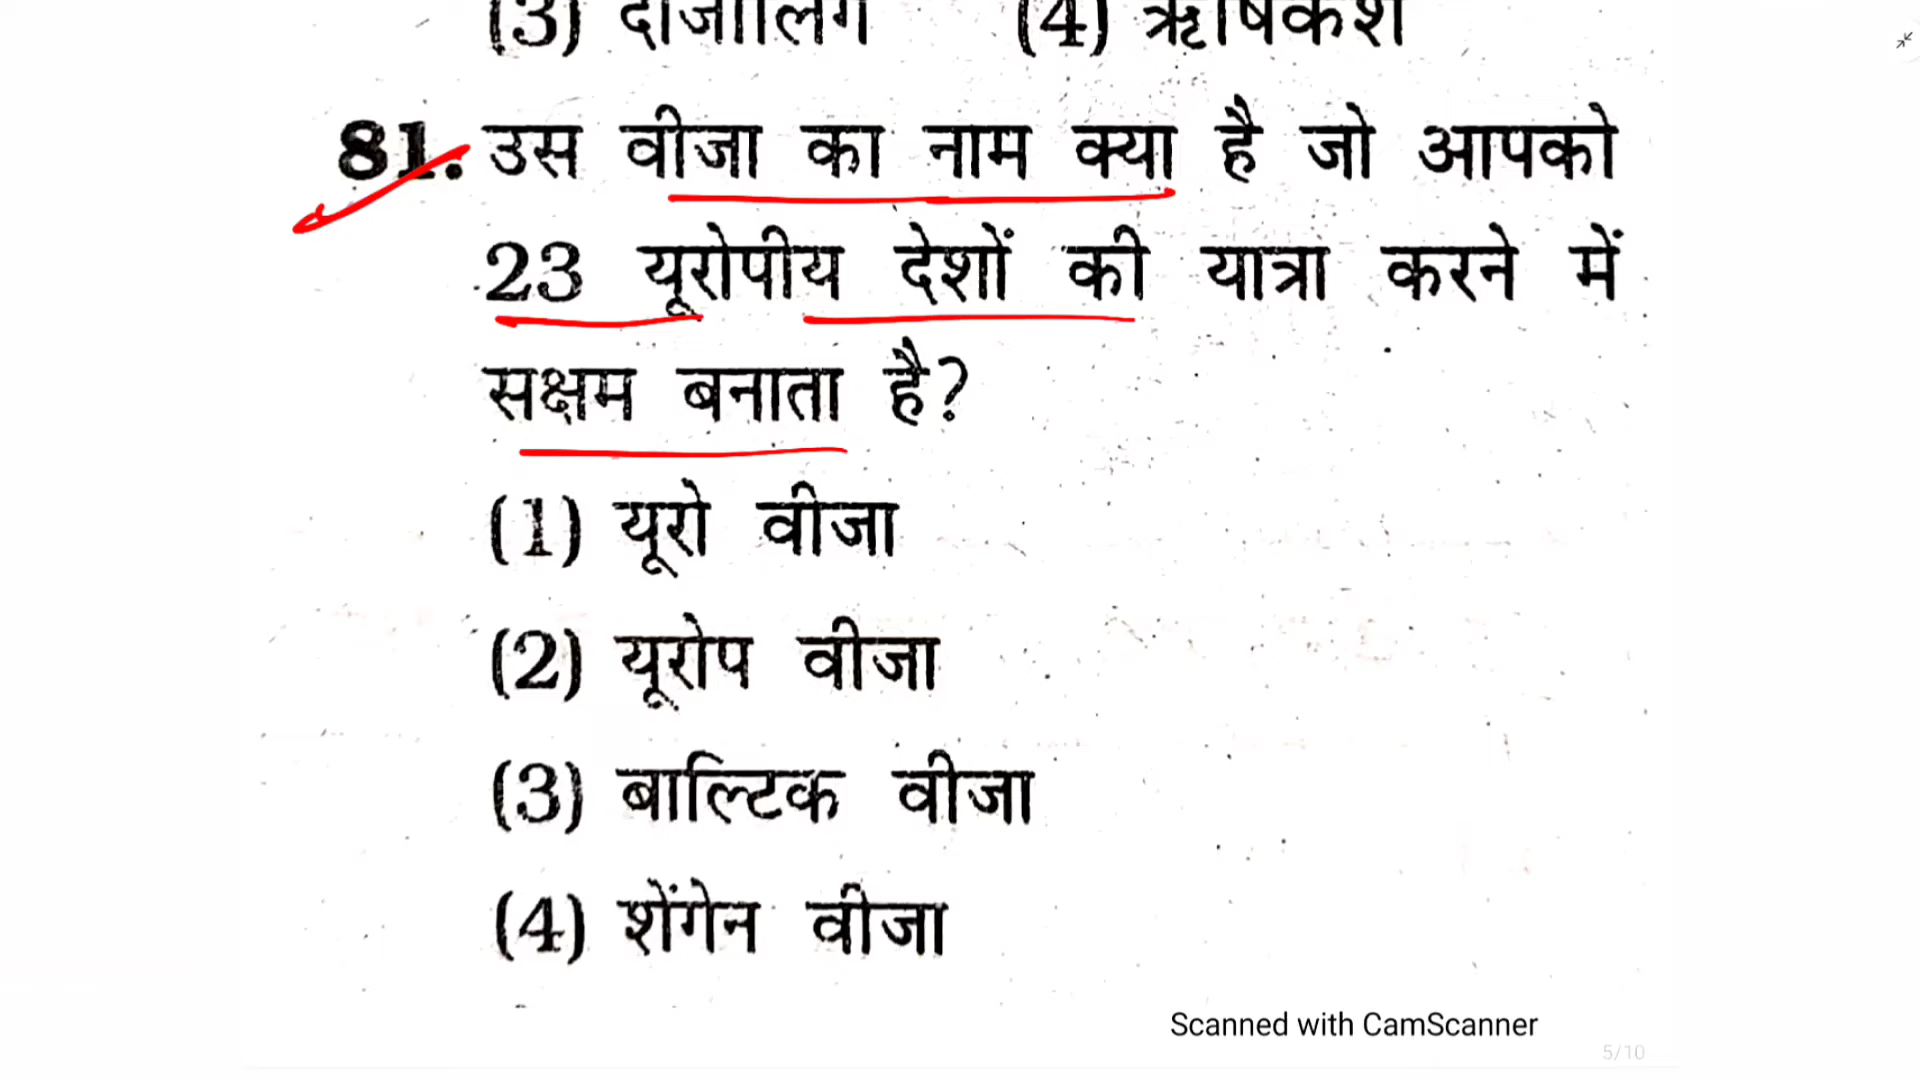 (3) दार्जीलिंग (4) ऋषिकेश
81. उस वीजा का नाम क्या है जो आपको
23 यूरोपीय देशों की यात्रा करने में
सक्षम बनाता है?
(1) यूरो वीजा
(2) यूरोप वीजा
(3) बाल्टिक वीजा
(4) शेंगेन वीजा
Scanned with CamScanner
5/10